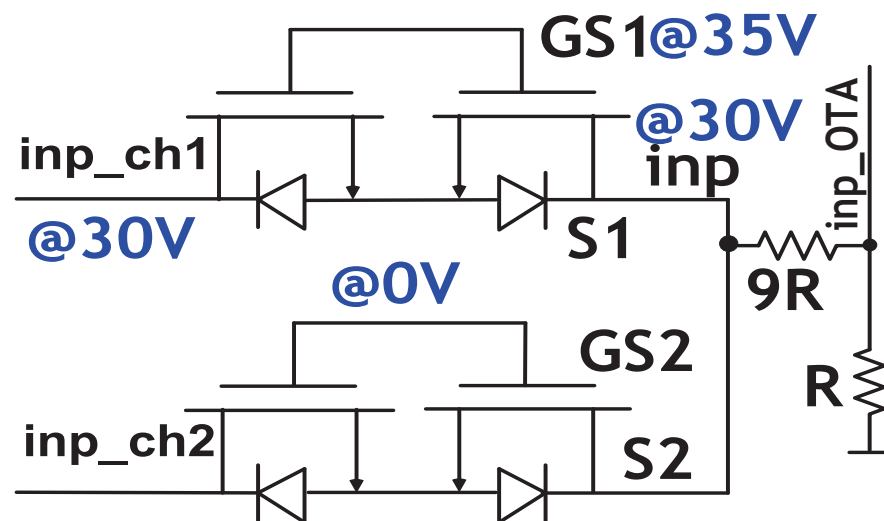 GS1@35V
@30V
inp_ch1
inp
inp_OTA
@30V
S1
@0V
9R
GS2
R
inp_ch2
S2